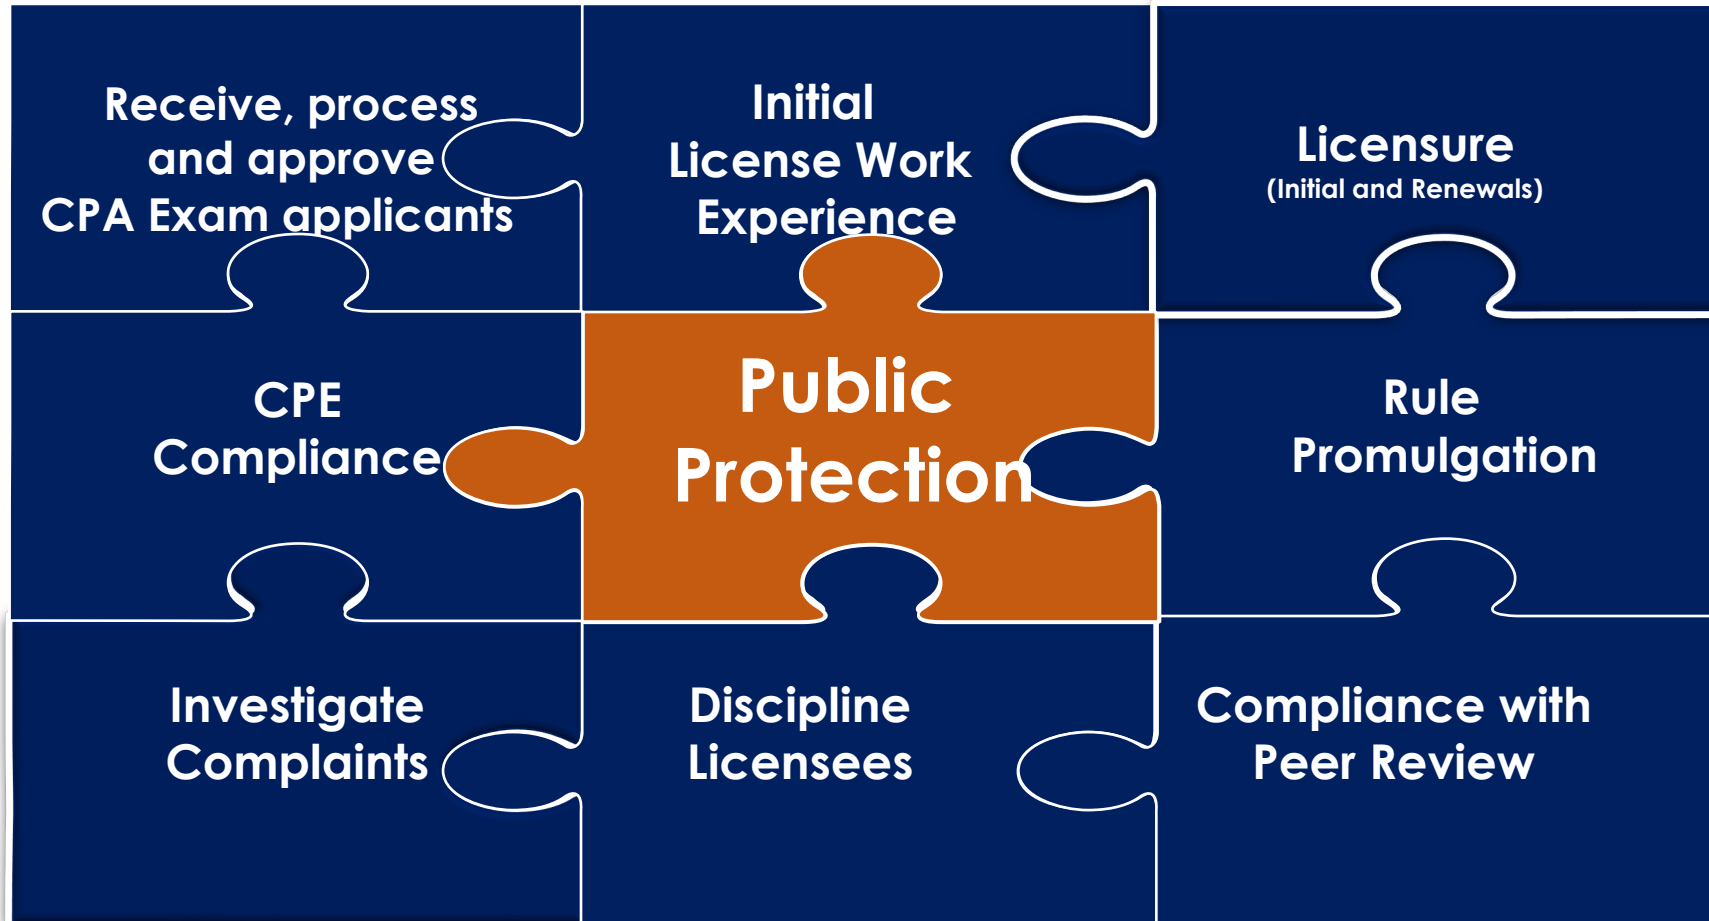 Receive, process
and approve
CPA Exam applicants
Initial
License Work
Experience
Licensure
(Initial and Renewals)
CPE
Compliance
Public
Protection
Rule
Promulgation
Investigate
Complaints
Discipline
Licensees
Compliance with
Peer Review